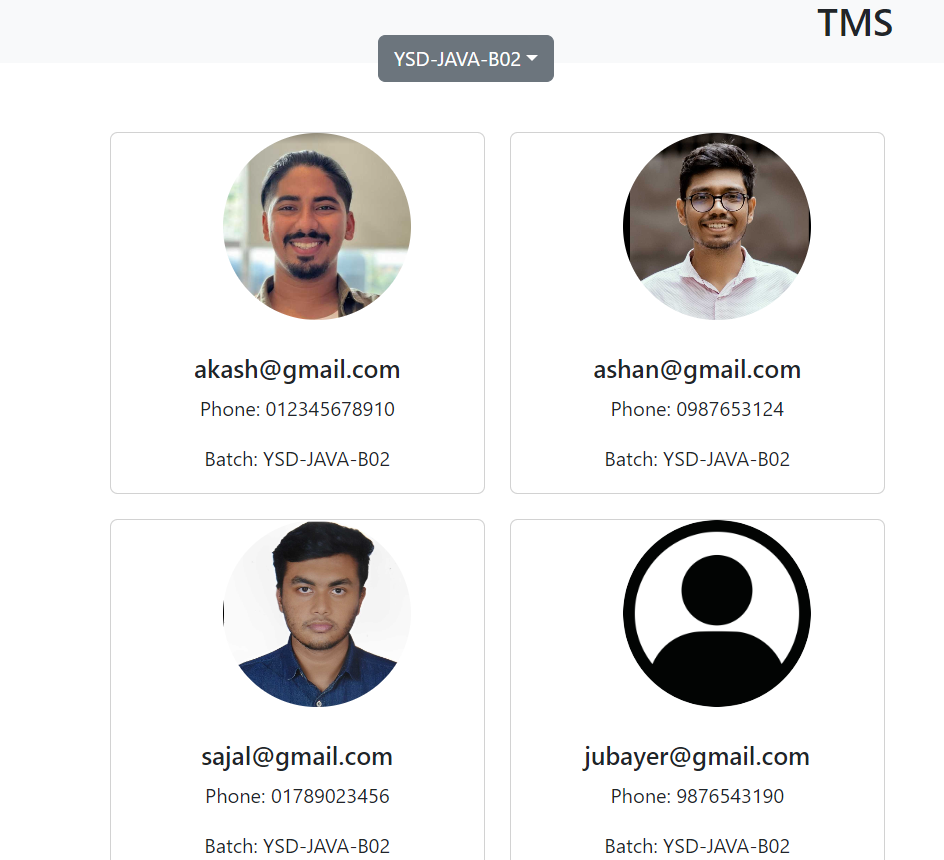 TMS
YSD-JAVA-B02
akash@gmail.com
Phone: 012345678910
Batch: YSD-JAVA-B02
ashan@gmail.com
Phone: 0987653124
Batch: YSD-JAVA-B02
sajal@gmail.com
Phone: 01789023456
Batch: YSD-JAVA-B02
jubayer@gmail.com
Phone: 9876543190
Batch: YSD-JAVA-B02